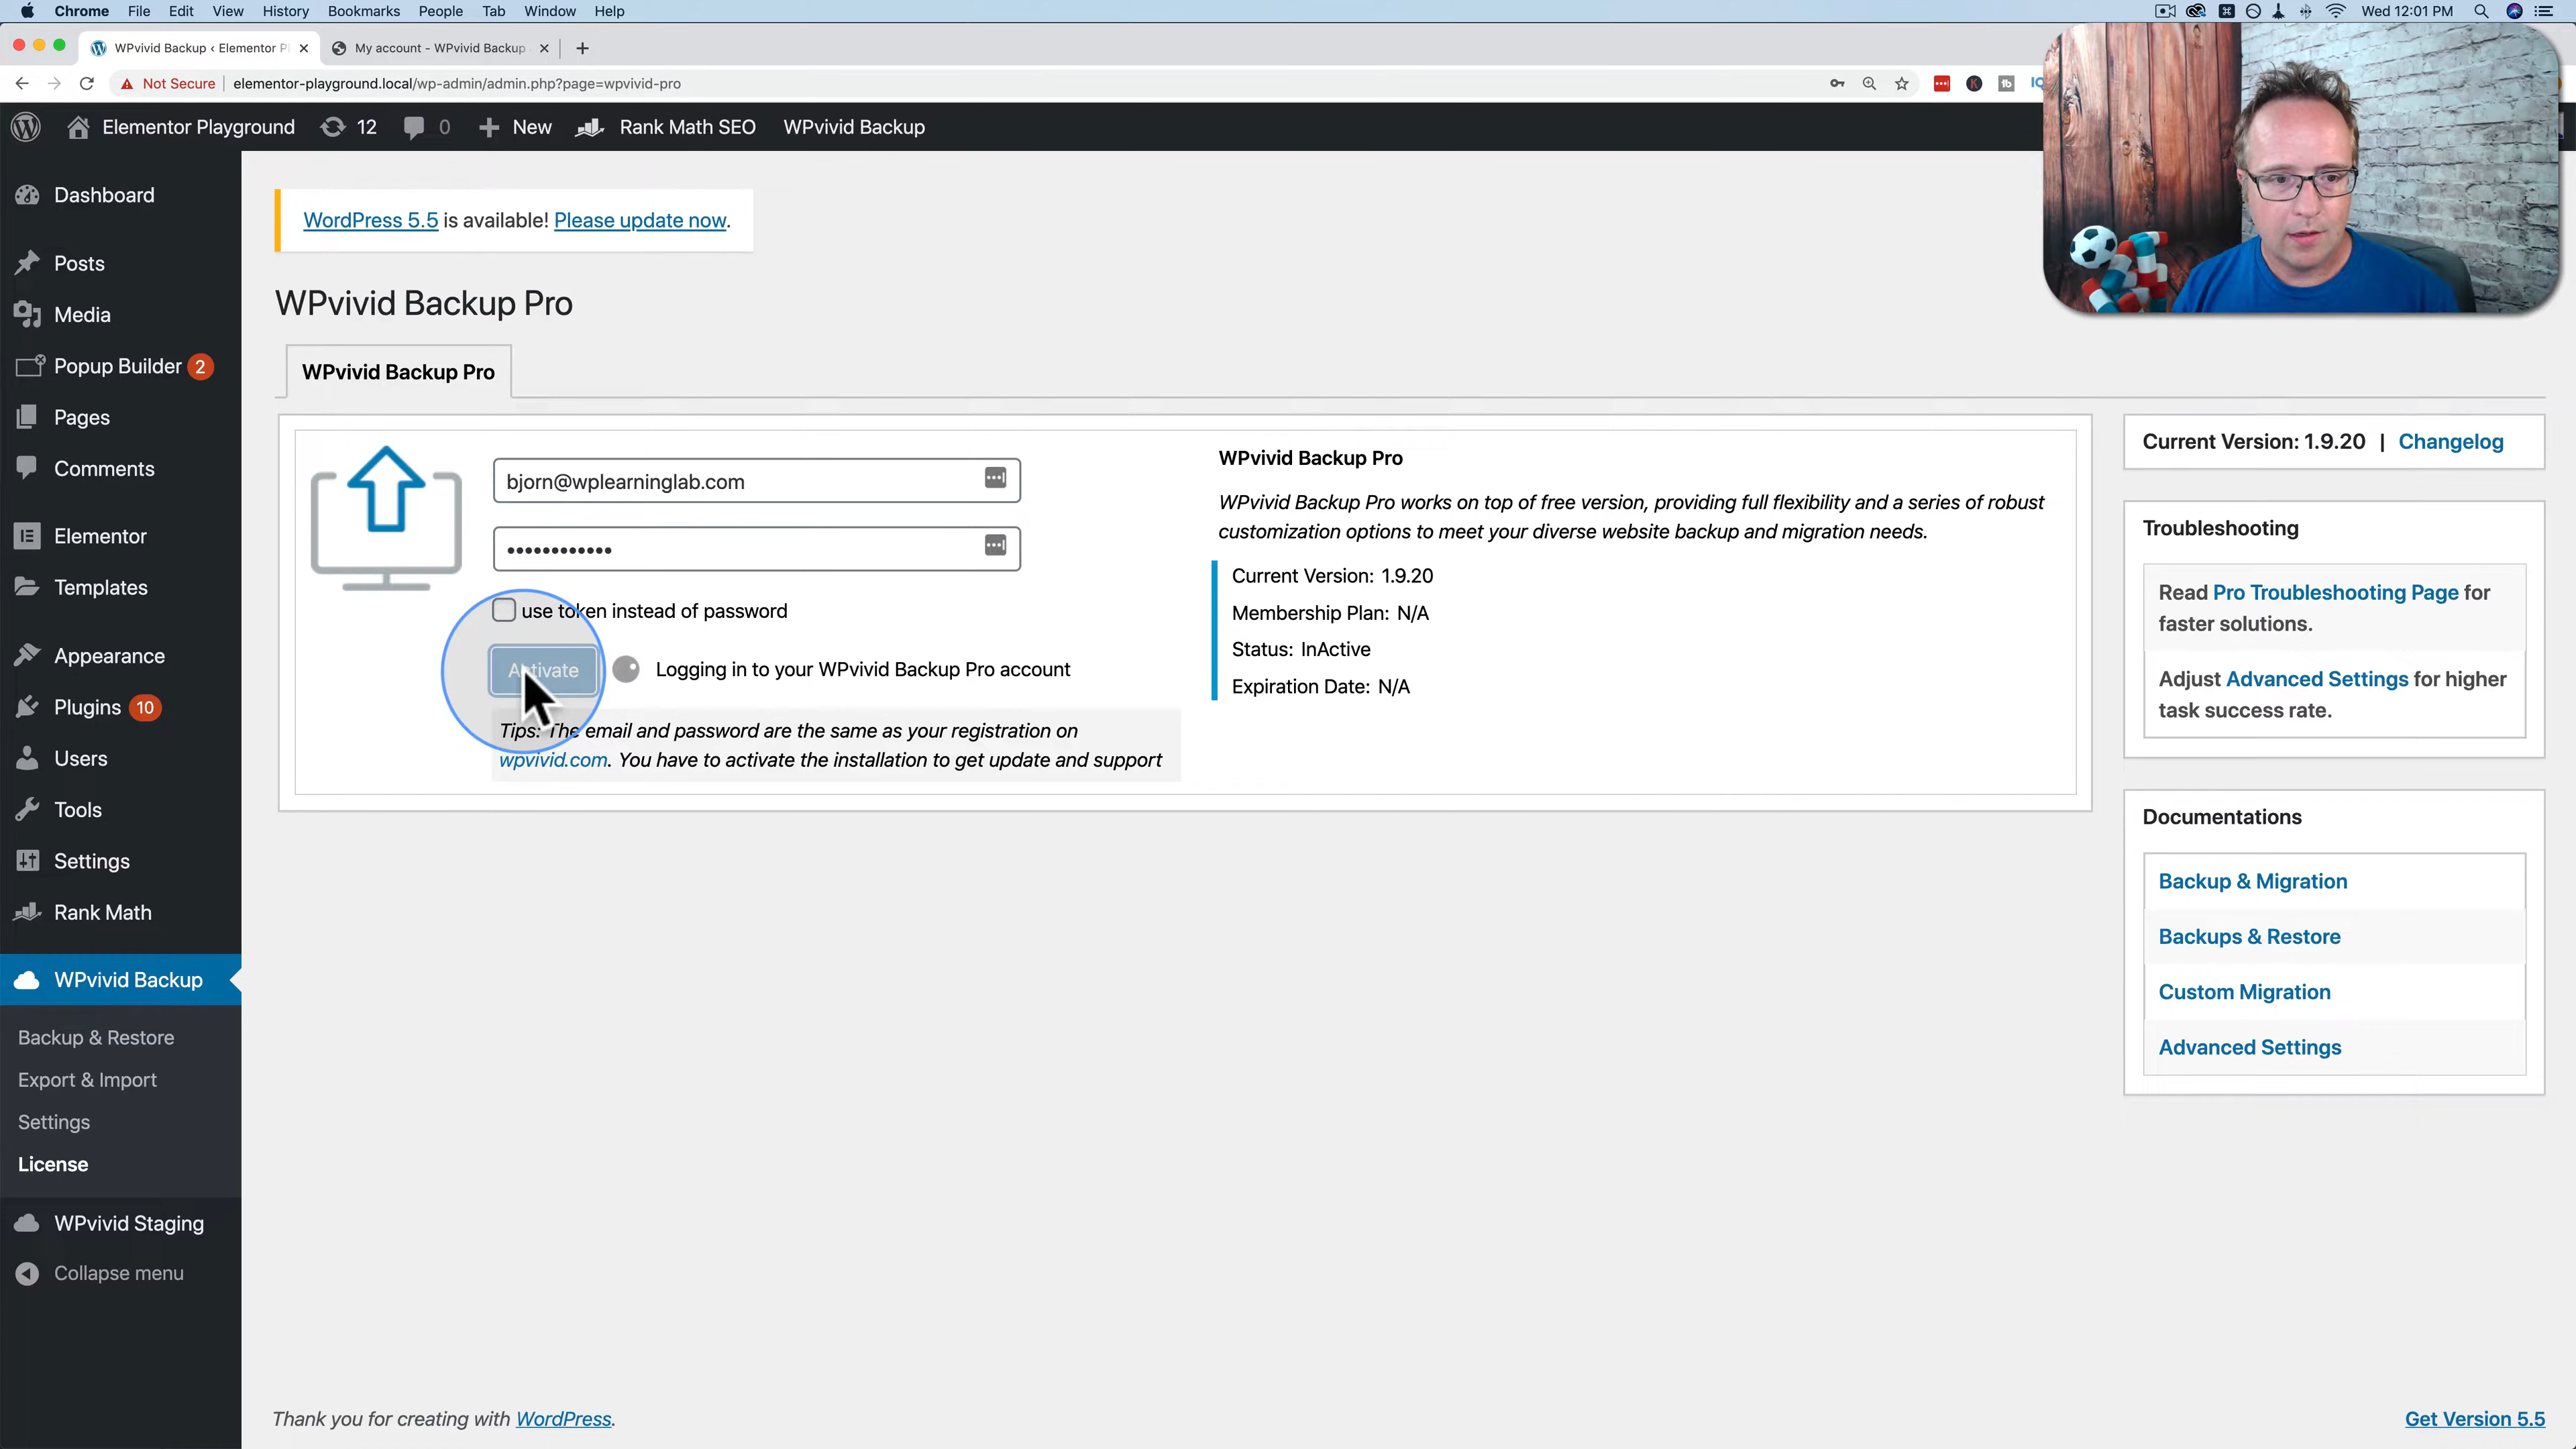 Chrome File Edit View History Bookmarks People Tab Window Help Wed 12:01 PM
WPvivid Backup ‹ Elementor Pl My account - WPvivid Backup
Not Secure elementor-playground.local/wp-admin/admin.php?page=wpvivid-pro
Elementor Playground 12 0 New Rank Math SEO WPvivid Backup
Dashboard
Posts
Media
Popup Builder 2
Pages
Comments
Elementor
Templates
Appearance
Plugins 10
Users
Tools
Settings
Rank Math
WPvivid Backup
Backup & Restore
Export & Import
Settings
License
WPvivid Staging
Collapse menu
WordPress 5.5 is available! Please update now.
WPvivid Backup Pro
WPvivid Backup Pro
bjorn@wplearninglab.com
••••••••••••
use token instead of password
Activate Logging in to your WPvivid Backup Pro account
Tips: The email and password are the same as your registration on
wpvivid.com. You have to activate the installation to get update and support
WPvivid Backup Pro
WPvivid Backup Pro works on top of free version, providing full flexibility and a series of robust
customization options to meet your diverse website backup and migration needs.
Current Version: 1.9.20
Membership Plan: N/A
Status: InActive
Expiration Date: N/A
Current Version: 1.9.20 | Changelog
Troubleshooting
Read Pro Troubleshooting Page for
faster solutions.
Adjust Advanced Settings for higher
task success rate.
Documentations
Backup & Migration
Backups & Restore
Custom Migration
Advanced Settings
Thank you for creating with WordPress.
Get Version 5.5